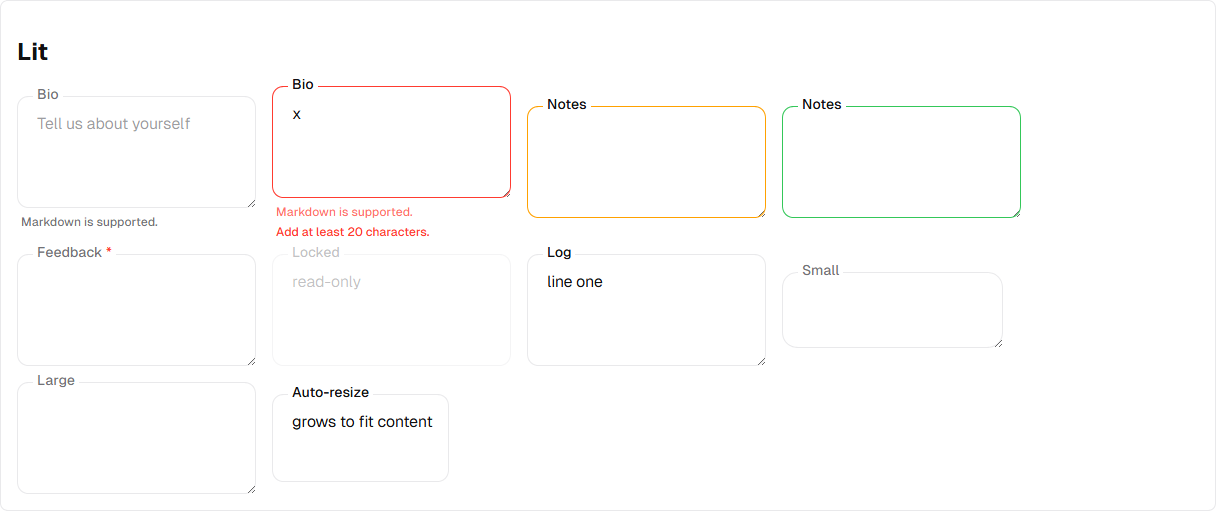 Lit
Bio
Tell us about yourself
Markdown is supported.
Bio
x
Markdown is supported.
Add at least 20 characters.
Notes
Notes
Feedback *
Locked
read-only
Log
line one
Small
Large
Auto-resize
grows to fit content